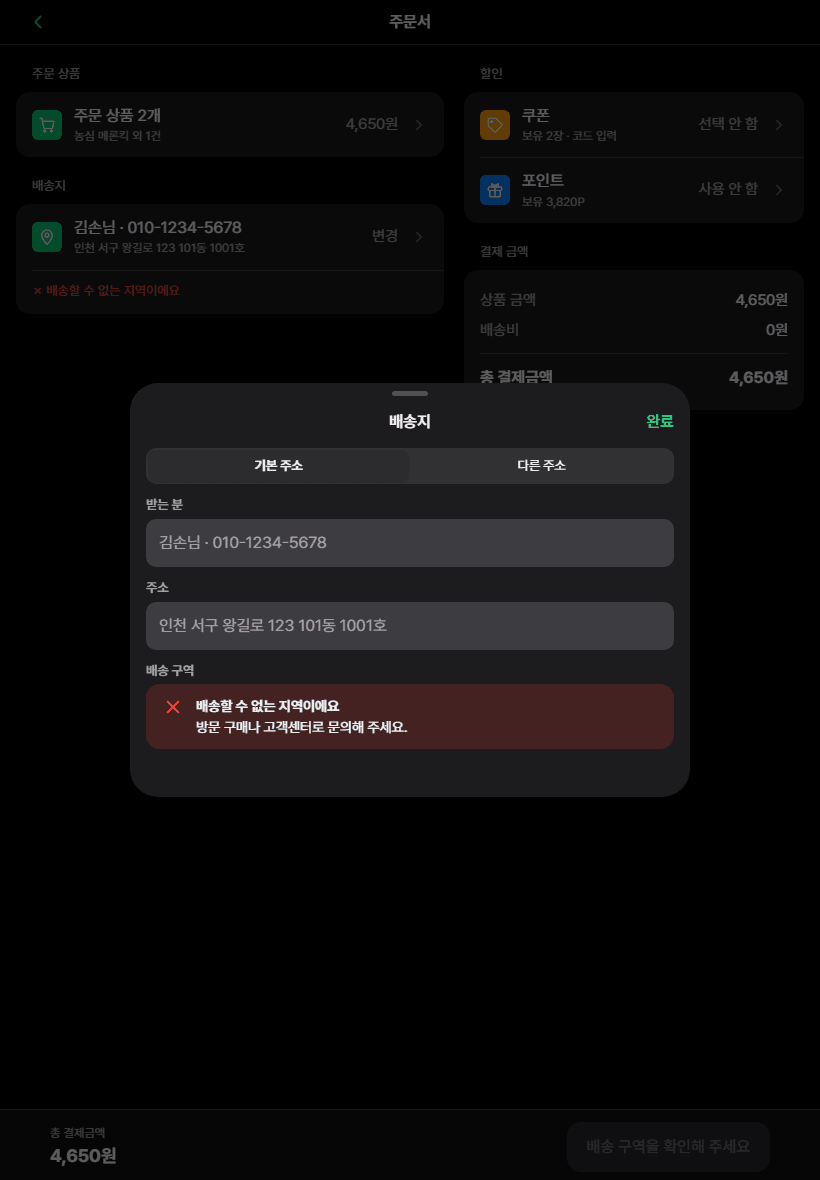 주문서
주문 상품
주문 상품 2개
농심 메론킥 외 1건
4,650원
배송지
김손님 · 010-1234-5678
인천 서구 왕길로 123 101동 1001호
변경
× 배송할 수 없는 지역이에요
할인
쿠폰
보유 2장 · 코드 입력
선택 안 함
포인트
보유 3,820P
사용 안 함
결제 금액
상품 금액 4,650원
배송비 0원
총 결제금액 4,650원
배송지
완료
기본 주소
다른 주소
받는 분
김손님 · 010-1234-5678
주소
인천 서구 왕길로 123 101동 1001호
배송 구역
배송할 수 없는 지역이에요
방문 구매나 고객센터로 문의해 주세요.
총 결제금액
4,650원
배송 구역을 확인해 주세요